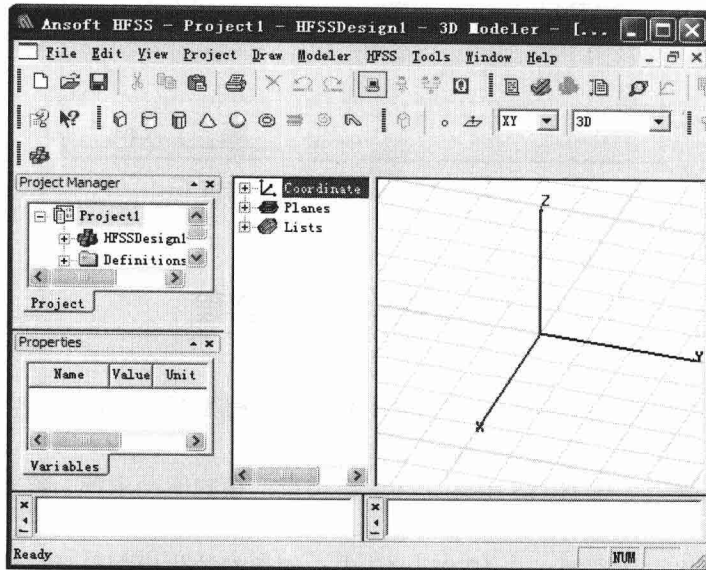 Ansoft HFSS - Project1 - HFSSDesign1 - 3D Modeler - [...
File Edit View Project Draw Modeler HFSS Tools Window Help
XY 3D
Project Manager
Project1
HFSSDesign1
Definitions
Project
Coordinate
Planes
Lists
Z
Y
X
Properties
Name Value Unit
Variables
Ready
NUM